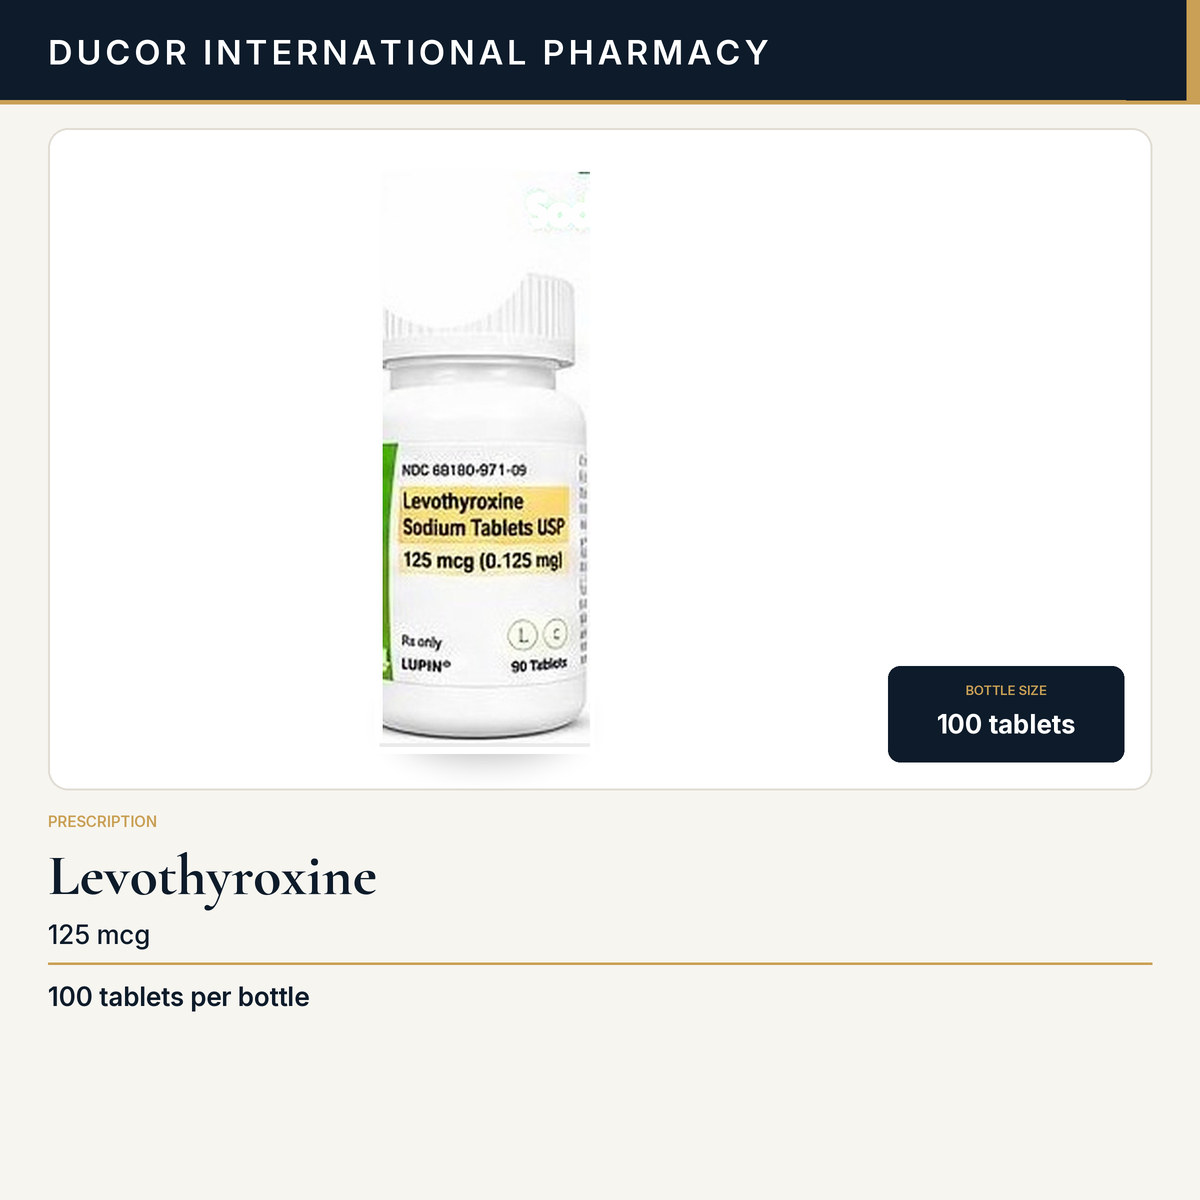 DUCOR INTERNATIONAL PHARMACY
NDC 68180-971-09
Levothyroxine
Sodium Tablets USP
125 mcg (0.125 mg)
L C
Rx only
LUPIN®
90 Tablets
BOTTLE SIZE
100 tablets
PRESCRIPTION
Levothyroxine
125 mcg
100 tablets per bottle